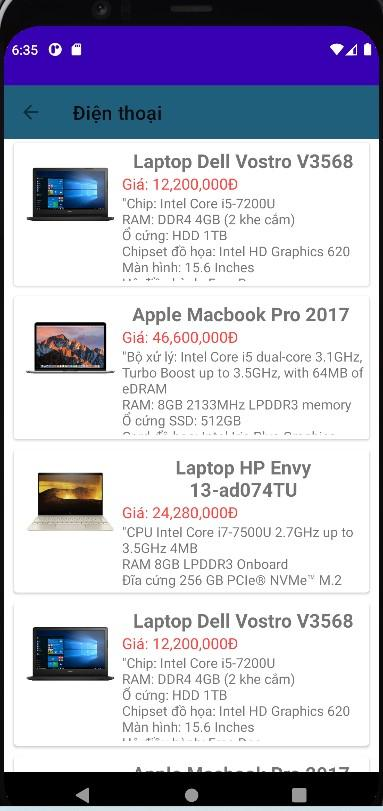 6:35
Điện thoại
Laptop Dell Vostro V3568
Giá: 12,200,000Đ
"Chip: Intel Core i5-7200U
RAM: DDR4 4GB (2 khe cắm)
Ổ cứng: HDD 1TB
Chipset đồ họa: Intel HD Graphics 620
Màn hình: 15.6 Inches
Apple Macbook Pro 2017
Giá: 46,600,000Đ
"Bộ xử lý: Intel Core i5 dual-core 3.1GHz,
Turbo Boost up to 3.5GHz, with 64MB of
eDRAM
RAM: 8GB 2133MHz LPDDR3 memory
Ổ cứng SSD: 512GB
Laptop HP Envy
13-ad074TU
Giá: 24,280,000Đ
"CPU Intel Core i7-7500U 2.7GHz up to
3.5GHz 4MB
RAM 8GB LPDDR3 Onboard
Đĩa cứng 256 GB PCIe® NVMe™ M.2
Laptop Dell Vostro V3568
Giá: 12,200,000Đ
"Chip: Intel Core i5-7200U
RAM: DDR4 4GB (2 khe cắm)
Ổ cứng: HDD 1TB
Chipset đồ họa: Intel HD Graphics 620
Màn hình: 15.6 Inches
Apple Macbook Pro 2017